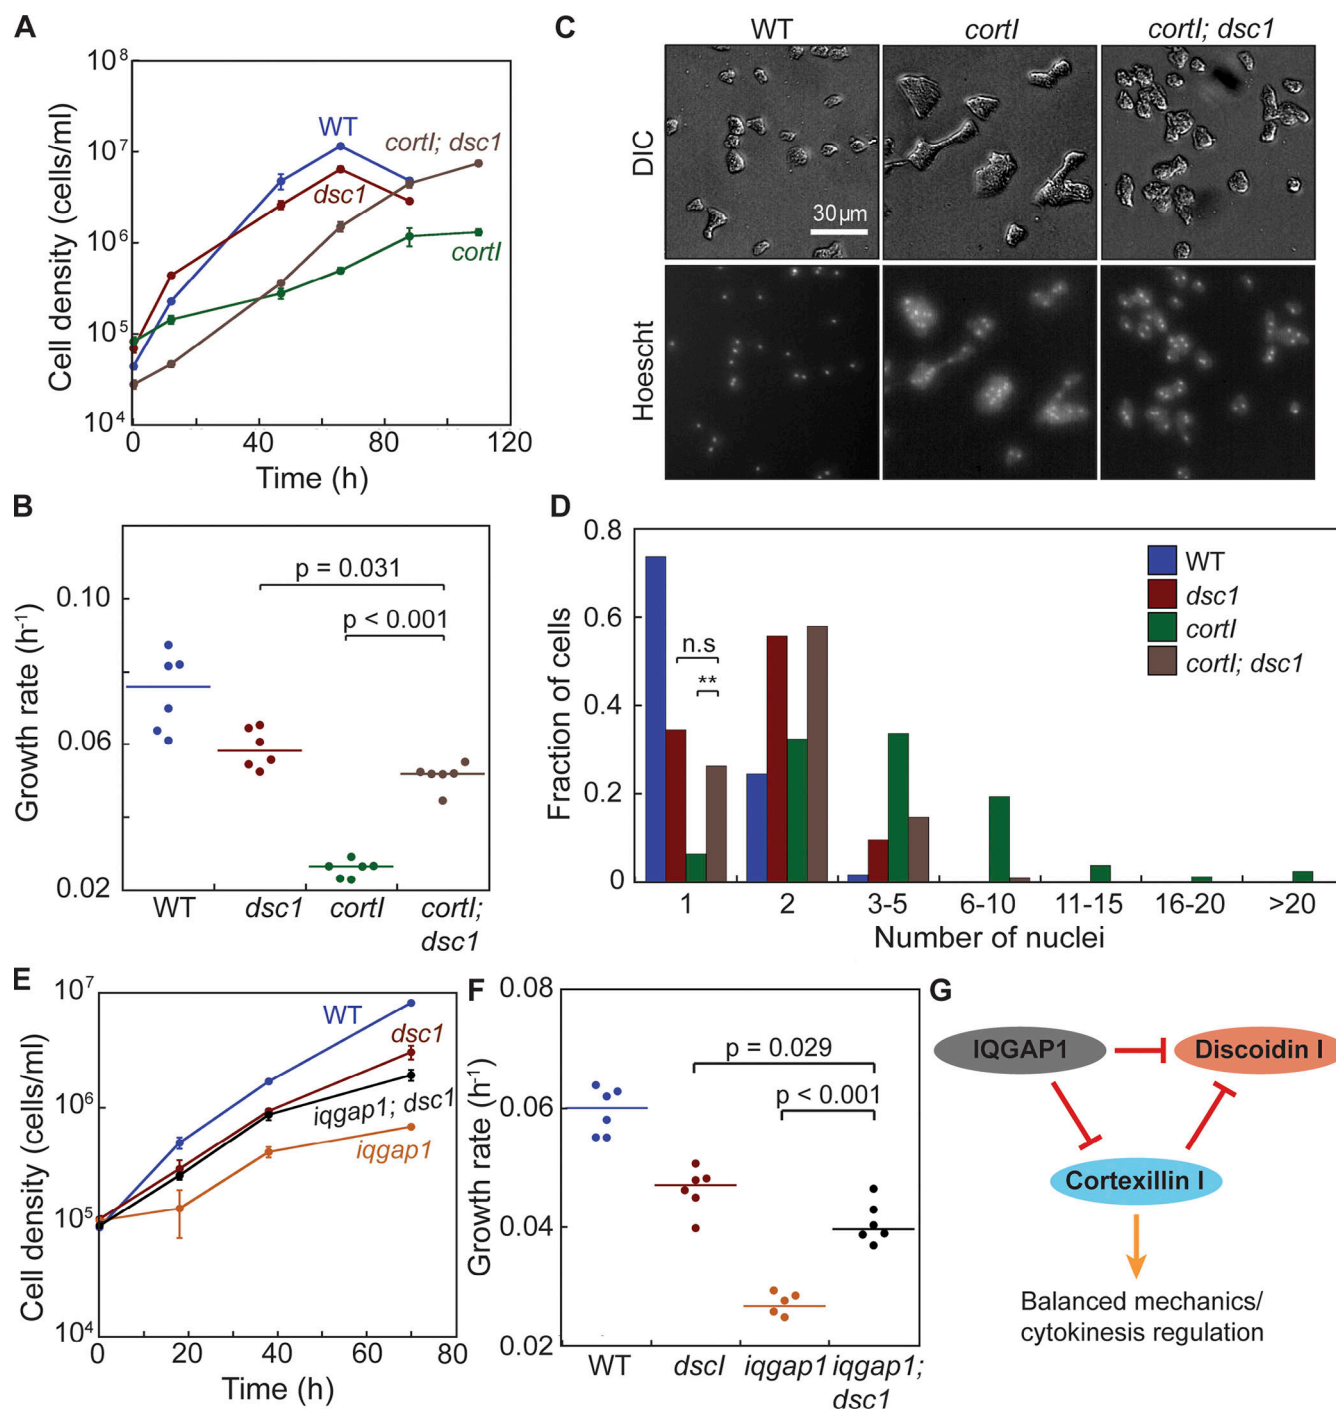 A
10⁸
10⁷
10⁶
10⁵
10⁴
Cell density (cells/ml)
WT
cortI; dsc1
dsc1
cortI
0
40
80
120
Time (h)
C
WT
cortI
cortI; dsc1
DIC
30 µm
Hoescht
B
0.10
0.06
0.02
Growth rate (h⁻¹)
p = 0.031
p < 0.001
WT
dsc1
cortI
cortI;
dsc1
D
0.8
0.6
0.4
0.2
0
Fraction of cells
n.s
**
WT
dsc1
cortI
cortI; dsc1
1
2
3-5
6-10
11-15
16-20
>20
Number of nuclei
E
10⁷
10⁶
10⁵
10⁴
Cell density (cells/ml)
WT
dsc1
iqgap1; dsc1
iqgap1
0
20
40
60
80
Time (h)
F
0.08
0.06
0.04
0.02
Growth rate (h⁻¹)
p = 0.029
p < 0.001
WT
dscI
iqgap1
iqgap1;
dsc1
G
IQGAP1
Discoidin I
Cortexillin I
Balanced mechanics/
cytokinesis regulation